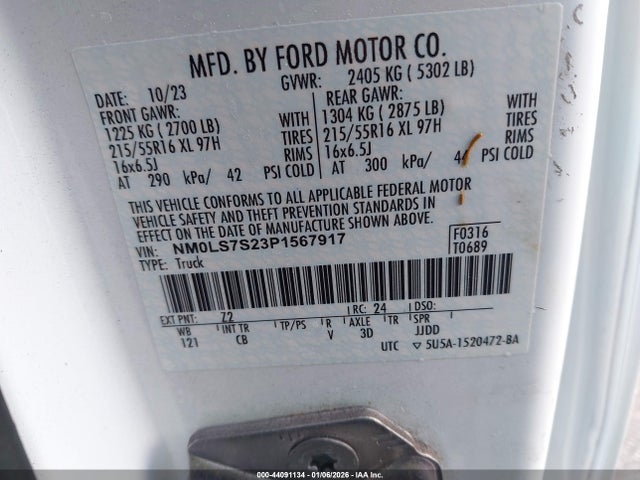 MFD. BY FORD MOTOR CO.
DATE: 10/23 GVWR: 2405 KG ( 5302 LB)
FRONT GAWR: REAR GAWR:
1225 KG ( 2700 LB) WITH 1304 KG ( 2875 LB) WITH
215/55R16 XL 97H TIRES 215/55R16 XL 97H TIRES
16x6.5J RIMS 16x6.5J RIMS
AT 290 kPa/ 42 PSI COLD AT 300 kPa/ PSI COLD
THIS VEHICLE CONFORMS TO ALL APPLICABLE FEDERAL MOTOR
VEHICLE SAFETY AND THEFT PREVENTION STANDARDS IN
EFFECT ON THE DATE OF MANUFACTURE SHOWN ABOVE.
VIN: NM0LS7S23P1567917 F0316
TYPE: Truck T0689
EXT PNT: 72 RC: 24 DSO:
WB INT TR TP/PS R AXLE TR SPR
121 CB V 3D JJDD
UTC ▽ 5U5A-1520472-BA
000-44091134 - 01/06/2026 - IAA, Inc.